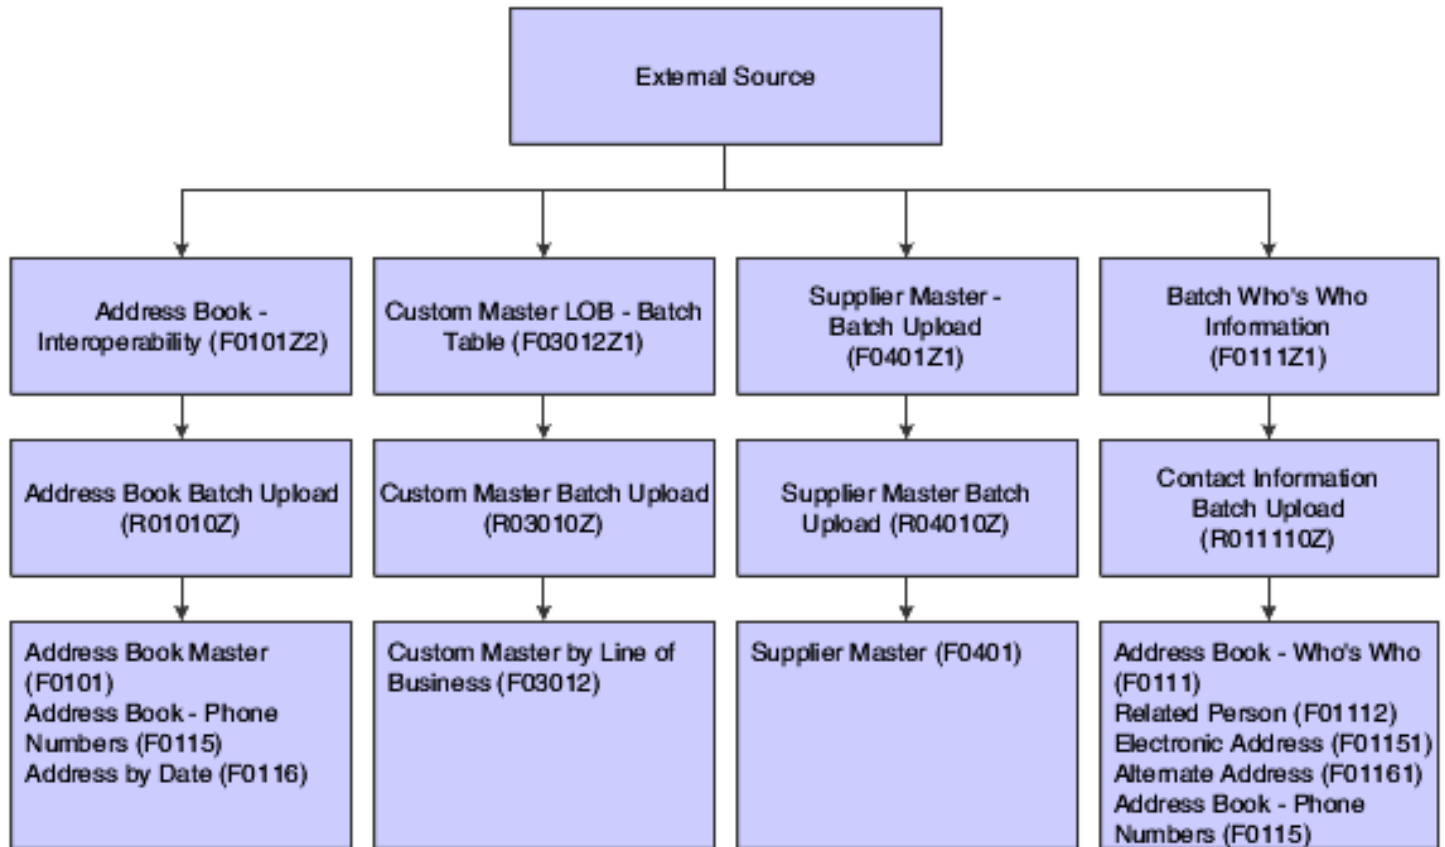 External Source
Address Book -
Interoperability (F0101Z2)
Custom Master LOB - Batch
Table (F03012Z1)
Supplier Master -
Batch Upload
(F0401Z1)
Batch Who's Who
Information
(F0111Z1)
Address Book Batch Upload
(R01010Z)
Custom Master Batch Upload
(R03010Z)
Supplier Master Batch
Upload (R04010Z)
Contact Information
Batch Upload
(R011110Z)
Address Book Master
(F0101)
Address Book - Phone
Numbers (F0115)
Address by Date (F0116)
Custom Master by Line of
Business (F03012)
Supplier Master (F0401)
Address Book - Who's Who
(F0111)
Related Person (F01112)
Electronic Address (F01151)
Alternate Address (F01161)
Address Book - Phone
Numbers (F0115)